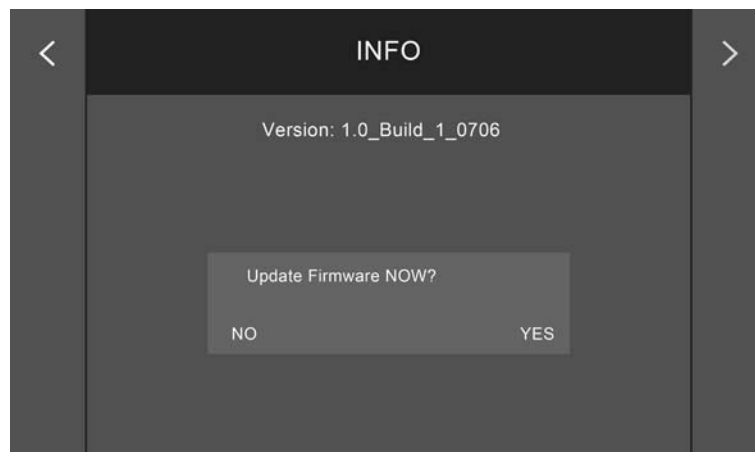 INFO
Version: 1.0_Build_1_0706
Update Firmware NOW?
NO YES